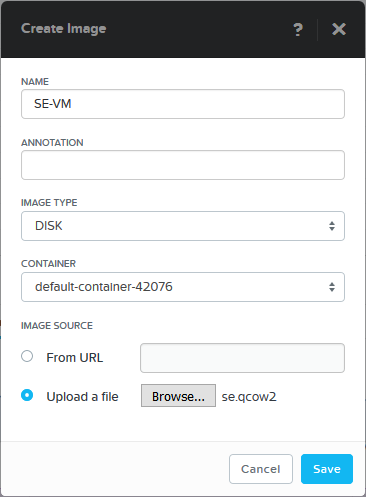 Create Image ?
NAME
SE-VM
ANNOTATION
IMAGE TYPE
DISK
CONTAINER
default-container-42076
IMAGE SOURCE
From URL
Upload a file Browse... se.qcow2
Cancel Save